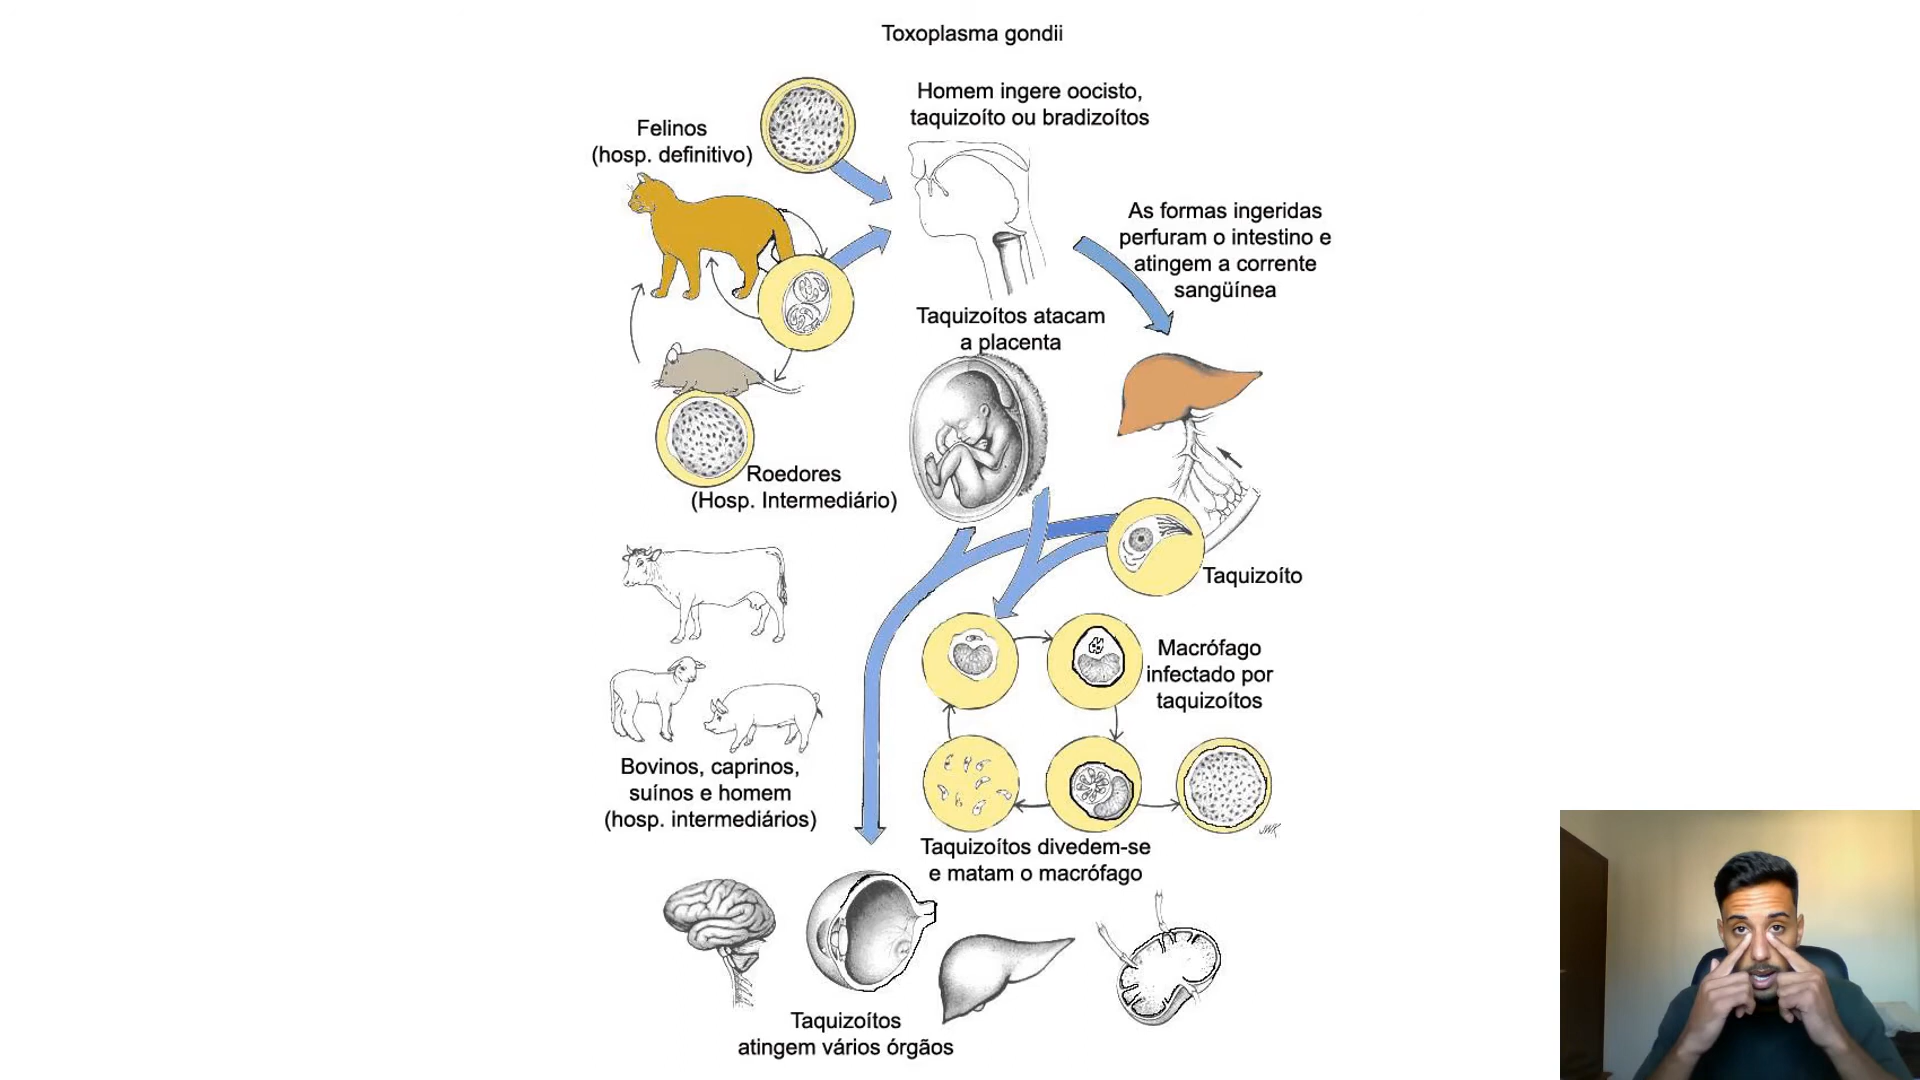 Toxoplasma gondii
Homem ingere oocisto,
taquizoíto ou bradizoítos
Felinos
(hosp. definitivo)
As formas ingeridas
perfuram o intestino e
atingem a corrente
sangüínea
Taquizoítos atacam
a placenta
Roedores
(Hosp. Intermediário)
Taquizoíto
Macrófago
infectado por
taquizoítos
Bovinos, caprinos,
suínos e homem
(hosp. intermediários)
Taquizoítos divedem-se
e matam o macrófago
Taquizoítos
atingem vários órgãos